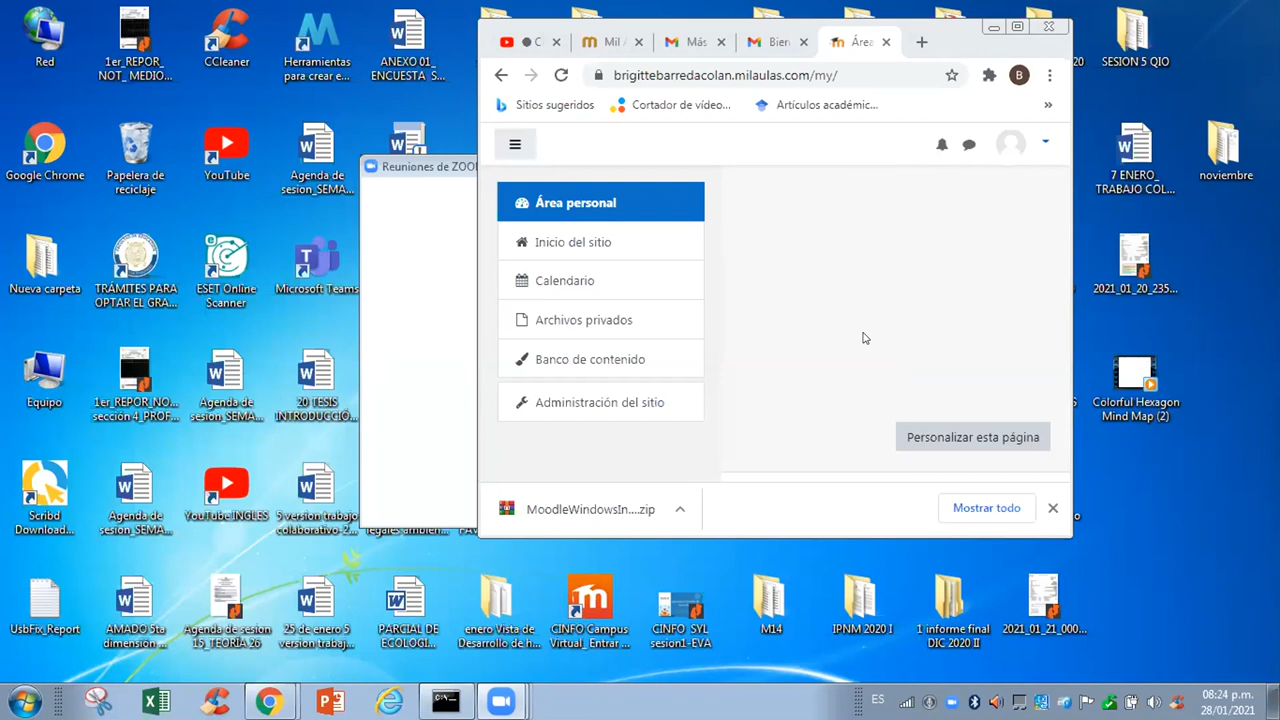 Red
1er_REPOR_
NOT_MEDIO...
CCleaner
Herramientas
para crear e...
ANEXO 01_
ENCUESTA_S...
SESION 5 QIO
Google Chrome
Papelera de
reciclaje
YouTube
Agenda de
sesion_SEMA...
7 ENERO_
TRABAJO COL...
noviembre
Nueva carpeta
TRÁMITES PARA
OPTAR EL GRA...
ESET Online
Scanner
Microsoft Teams
2021_01_20_235...
Equipo
1er_REPOR_NO...
sección 4_PROF...
Agenda de
sesion_SEMA...
20 TESIS
INTRODUCCIÓ...
Colorful Hexagon
Mind Map (2)
Scribd
Download...
Agenda de
sesion_SEMA...
YouTube.INGLES
5 version trabajo
colaborativo-2...
legales ambien...
UsbFix_Report
AMADO 5ta
dimensión ...
Agenda de sesion
15_TEORÍA 26
25 de enero 5
version trabaj...
PARCIAL DE
ECOLOGI...
enero Vista de
Desarrollo de h...
CINFO Campus
Virtual_Entrar ...
CINFO_SYL
sesion1-EVA
M14
IPNM 2020 I
1 informe final
DIC 2020 II
2021_01_21_000...
Reuniones de ZOO
C
Mil
Bien
Área
brigittebarredacolan.milaulas.com/my/
B
Sitios sugeridos
Cortador de vídeo...
Artículos académic...
»
Área personal
Inicio del sitio
Calendario
Archivos privados
Banco de contenido
Administración del sitio
Personalizar esta página
MoodleWindowsIn....zip
Mostrar todo
ES
08:24 p.m.
28/01/2021